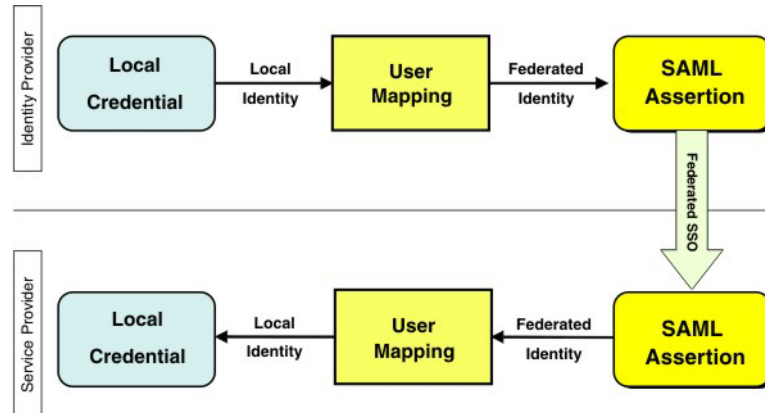 Identity Provider
Local
Credential
Local
Identity
User
Mapping
Federated
Identity
SAML
Assertion
Federated SSO
Service Provider
Local
Credential
Local
Identity
User
Mapping
Federated
Identity
SAML
Assertion